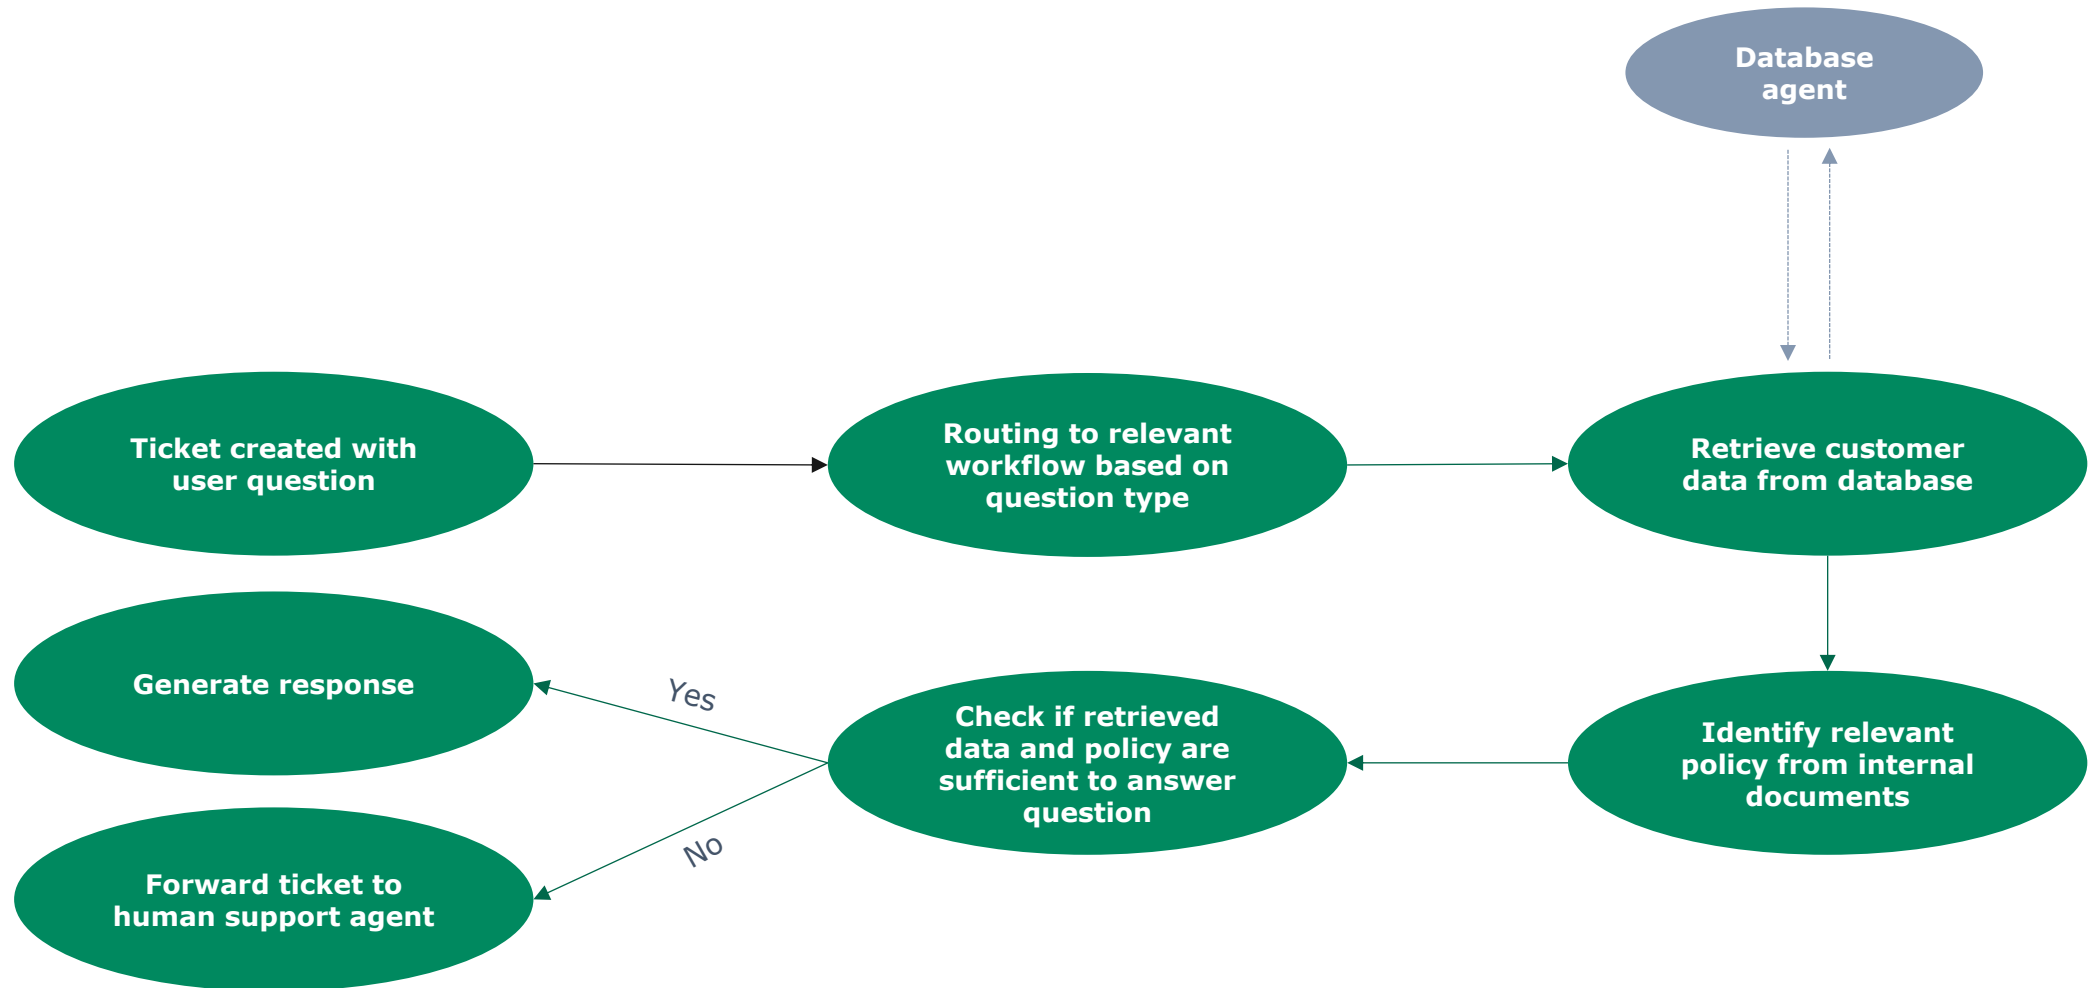 Database
agent
Ticket created with
user question
Routing to relevant
workflow based on
question type
Retrieve customer
data from database
Generate response
Yes
Check if retrieved
data and policy are
sufficient to answer
question
Identify relevant
policy from internal
documents
No
Forward ticket to
human support agent